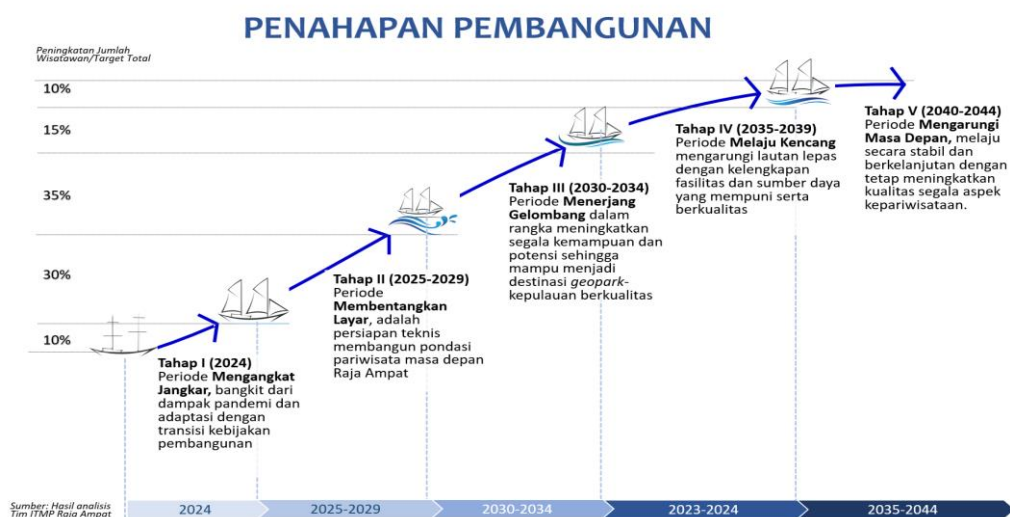 PENAHAPAN PEMBANGUNAN
Peningkatan Jumlah
Wisatawan/Target Total
10%
15%
35%
30%
10%
Tahap I (2024)
Periode Mengangkat
Jangkar, bangkit dari
dampak pandemi dan
adaptasi dengan
transisi kebijakan
pembangunan
Tahap II (2025-2029)
Periode
Membentangkan
Layar, adalah
persiapan teknis
membangun pondasi
pariwisata masa depan
Raja Ampat
Tahap III (2030-2034)
Periode Menerjang
Gelombang dalam
rangka meningkatkan
segala kemampuan dan
potensi sehingga
mampu menjadi
destinasi geopark-
kepulauan berkualitas
Tahap IV (2035-2039)
Periode Melaju Kencang
mengarungi lautan lepas
dengan kelengkapan
fasilitas dan sumber daya
yang mempuni serta
berkualitas
Tahap V (2040-2044)
Periode Mengarungi
Masa Depan, melaju
secara stabil dan
berkelanjutan dengan
tetap meningkatkan
kualitas segala aspek
kepariwisataan.
Sumber: Hasil analisis
Tim ITMP Raja Ampat
2024
2025-2029
2030-2034
2023-2024
2035-2044